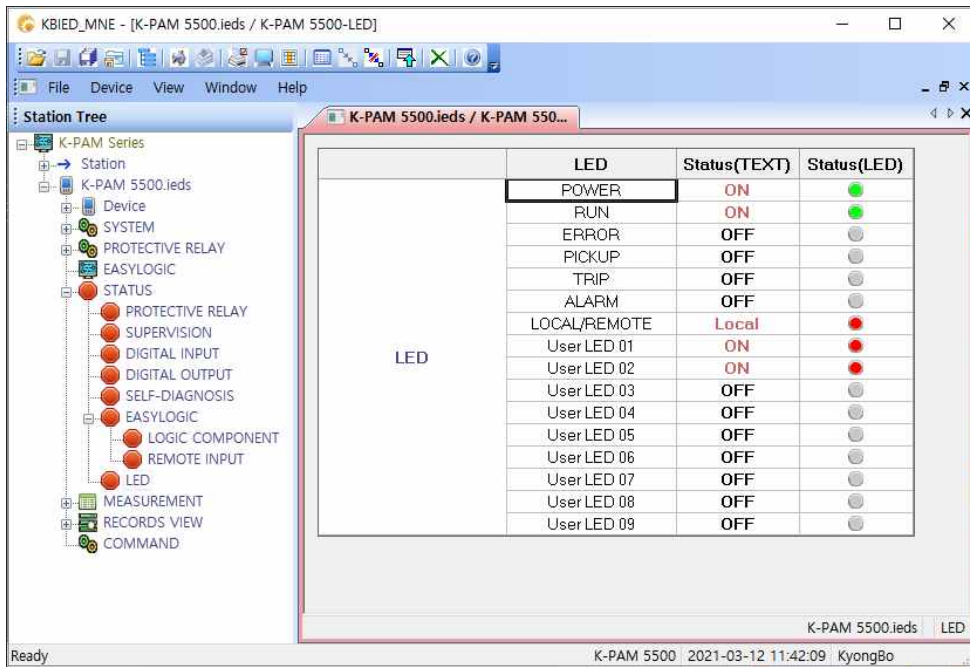 KBIED_MNE - [K-PAM 5500.ieds / K-PAM 5500-LED]
File Device View Window Help
Station Tree
K-PAM 5500.ieds / K-PAM 550...
K-PAM Series
Station
K-PAM 5500.ieds
Device
SYSTEM
PROTECTIVE RELAY
EASYLOGIC
STATUS
PROTECTIVE RELAY
SUPERVISION
DIGITAL INPUT
DIGITAL OUTPUT
SELF-DIAGNOSIS
EASYLOGIC
LOGIC COMPONENT
REMOTE INPUT
LED
MEASUREMENT
RECORDS VIEW
COMMAND
LED Status(TEXT) Status(LED)
LED
POWER ON
RUN ON
ERROR OFF
PICKUP OFF
TRIP OFF
ALARM OFF
LOCAL/REMOTE Local
User LED 01 ON
User LED 02 ON
User LED 03 OFF
User LED 04 OFF
User LED 05 OFF
User LED 06 OFF
User LED 07 OFF
User LED 08 OFF
User LED 09 OFF
K-PAM 5500.ieds LED
Ready K-PAM 5500 2021-03-12 11:42:09 KyongBo